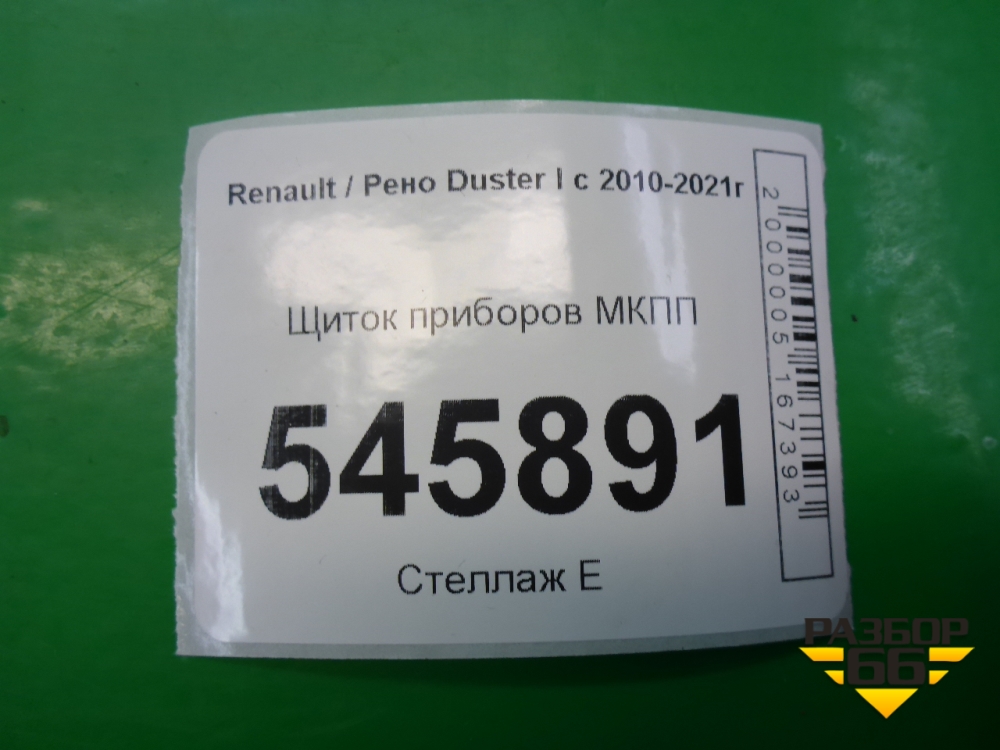 Renault / Рено Duster I с 2010-2021г
Щиток приборов МКПП
545891
Стеллаж Е
2000005167393
РАЗБОР
66